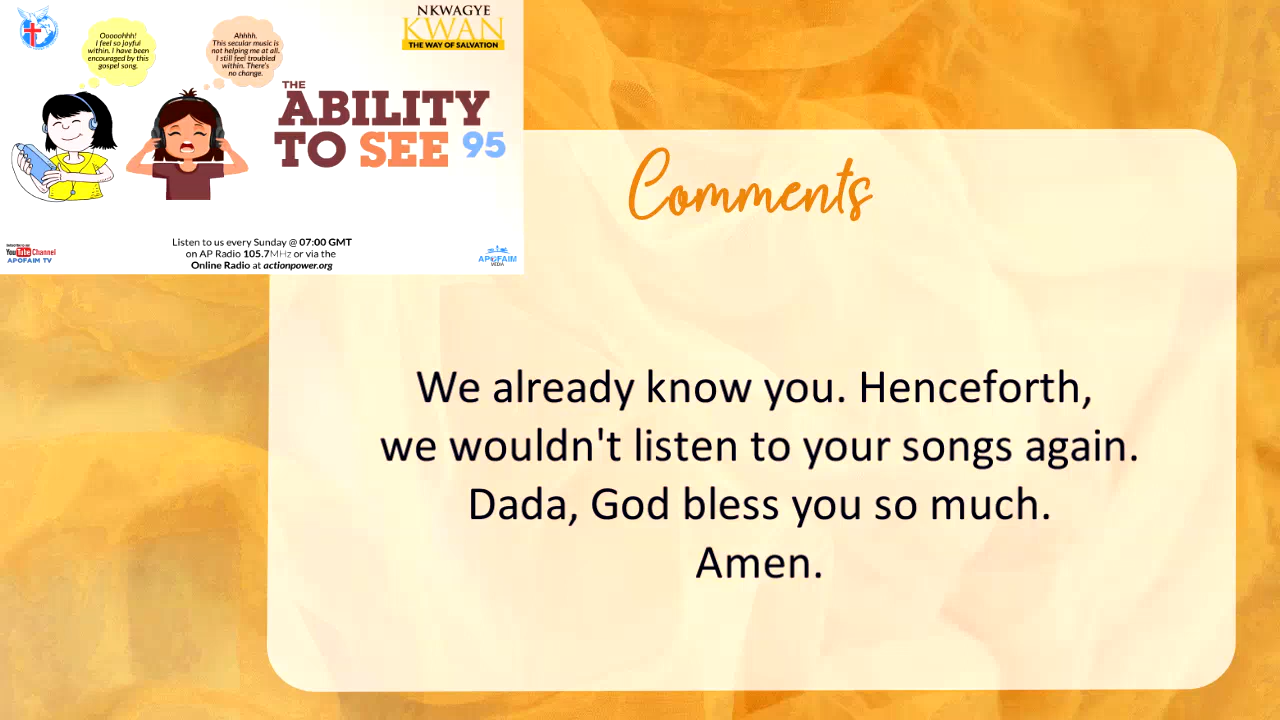 Ooooohhh!
I feel so joyful
within. I have been
encouraged by this
gospel song.
Ahhhh.
This secular music is
not helping me at all.
I still feel troubled
within. There's
no change.
NKWAGYE
KWAN
THE WAY OF SALVATION
THE
ABILITY
TO SEE 95
Listen to us every Sunday @ 07:00 GMT
on AP Radio 105.7MHz or via the
Online Radio at actionpower.org
YouTube Channel
APOFAIM TV
APOFAIM
MEDIA
Comments
We already know you. Henceforth,
we wouldn't listen to your songs again.
Dada, God bless you so much.
Amen.